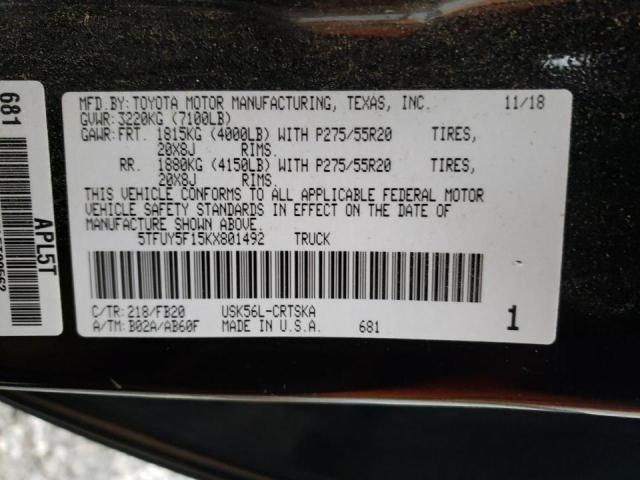 MFD.BY:TOYOTA MOTOR MANUFACTURING, TEXAS, INC. 11/18
GVWR:3220KG (7100LB)
GAWR:FRT. 1815KG (4000LB) WITH P275/55R20 TIRES,
20X8J RIMS.
RR. 1880KG (4150LB) WITH P275/55R20 TIRES,
20X8J RIMS.
THIS VEHICLE CONFORMS TO ALL APPLICABLE FEDERAL MOTOR
VEHICLE SAFETY STANDARDS IN EFFECT ON THE DATE OF
MANUFACTURE SHOWN ABOVE.
5TFUY5F15KX801492 TRUCK
C/TR:218/FB20 USK56L-CRTSKA
A/TM:B02A/AB60F MADE IN U.S.A. 681 1
681
APL5T